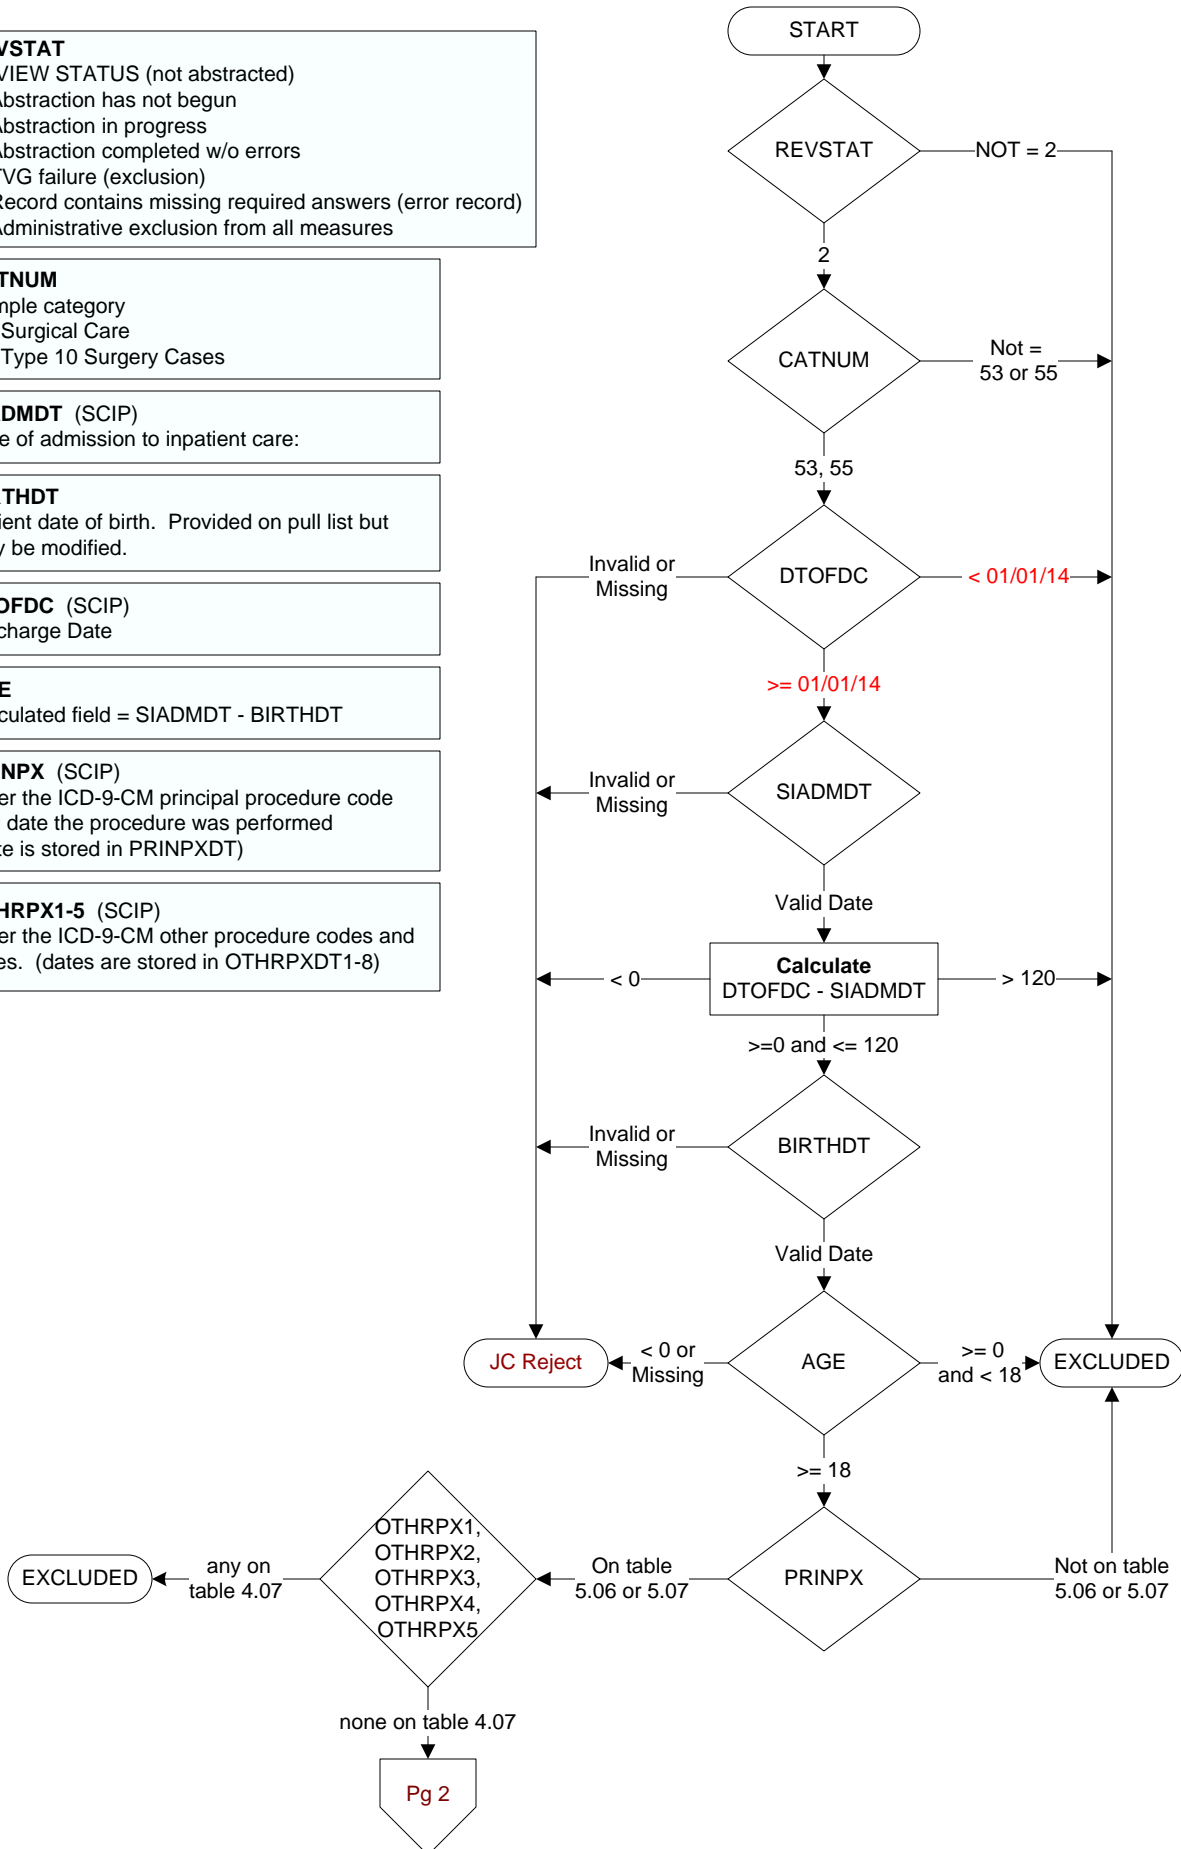 START
VSTAT
VIEW STATUS (not abstracted)
Abstraction has not begun
Abstraction in progress
Abstraction completed w/o errors
TVG failure (exclusion)
Record contains missing required answers (error record)
Administrative exclusion from all measures
TNUM
mple category
Surgical Care
Type 10 Surgery Cases
ADMDT (SCIP)
e of admission to inpatient care:
RTHDT
ient date of birth. Provided on pull list but
y be modified.
OFDC (SCIP)
charge Date
E
culated field = SIADMDT - BIRTHDT
INPX (SCIP)
er the ICD-9-CM principal procedure code
date the procedure was performed
te is stored in PRINPXDT)
HRPX1-5 (SCIP)
er the ICD-9-CM other procedure codes and
es. (dates are stored in OTHRPXDT1-8)
REVSTAT
NOT = 2
2
CATNUM
Not =
53 or 55
53, 55
Invalid or
Missing
DTOFDC
< 01/01/14
>= 01/01/14
Invalid or
Missing
SIADMDT
Valid Date
< 0
Calculate
DTOFDC - SIADMDT
> 120
>=0 and <= 120
Invalid or
Missing
BIRTHDT
Valid Date
JC Reject
< 0 or
Missing
AGE
>= 0
and < 18
EXCLUDED
>= 18
EXCLUDED
any on
table 4.07
OTHRPX1,
OTHRPX2,
OTHRPX3,
OTHRPX4,
OTHRPX5
On table
5.06 or 5.07
PRINPX
Not on table
5.06 or 5.07
none on table 4.07
Pg 2